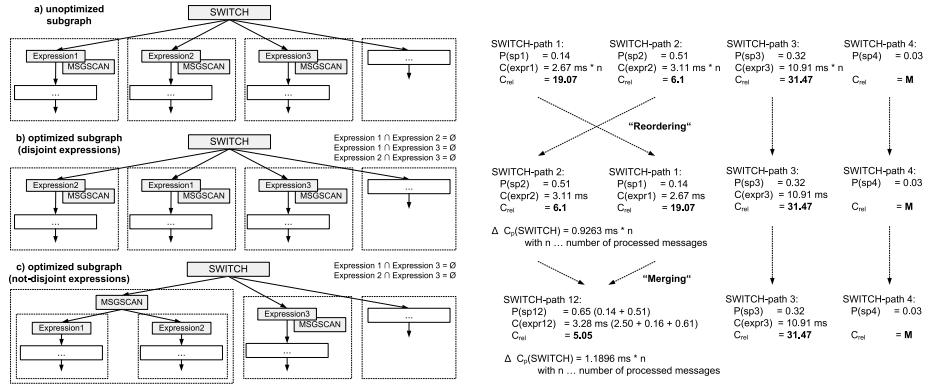 a) unoptimized
subgraph
SWITCH
Expression1
MSGSCAN
...
Expression2
MSGSCAN
...
Expression3
MSGSCAN
...
...
b) optimized subgraph
(disjoint expressions)
SWITCH
Expression 1 ∩ Expression 2 = Ø
Expression 1 ∩ Expression 3 = Ø
Expression 2 ∩ Expression 3 = Ø
Expression2
MSGSCAN
...
Expression1
MSGSCAN
...
Expression3
MSGSCAN
...
...
c) optimized subgraph
(not-disjoint expressions)
SWITCH
Expression 1 ∩ Expression 3 = Ø
Expression 2 ∩ Expression 3 = Ø
MSGSCAN
Expression1
...
Expression2
...
Expression3
MSGSCAN
...
...
SWITCH-path 1:
P(sp1) = 0.14
C(expr1) = 2.67 ms * n
Crel = 19.07
SWITCH-path 2:
P(sp2) = 0.51
C(expr2) = 3.11 ms * n
Crel = 6.1
SWITCH-path 3:
P(sp3) = 0.32
C(expr3) = 10.91 ms * n
Crel = 31.47
SWITCH-path 4:
P(sp4) = 0.03
Crel = M
"Reordering"
SWITCH-path 2:
P(sp2) = 0.51
C(expr2) = 3.11 ms
Crel = 6.1
SWITCH-path 1:
P(sp1) = 0.14
C(expr1) = 2.67 ms
Crel = 19.07
SWITCH-path 3:
P(sp3) = 0.32
C(expr3) = 10.91 ms
Crel = 31.47
SWITCH-path 4:
P(sp4) = 0.03
Crel = M
Δ Cp(SWITCH) = 0.9263 ms * n
with n ... number of processed messages
"Merging"
SWITCH-path 12:
P(sp12) = 0.65 (0.14 + 0.51)
C(expr12) = 3.28 ms (2.50 + 0.16 + 0.61)
Crel = 5.05
SWITCH-path 3:
P(sp3) = 0.32
C(expr3) = 10.91 ms
Crel = 31.47
SWITCH-path 4:
P(sp4) = 0.03
Crel = M
Δ Cp(SWITCH) = 1.1896 ms * n
with n ... number of processed messages